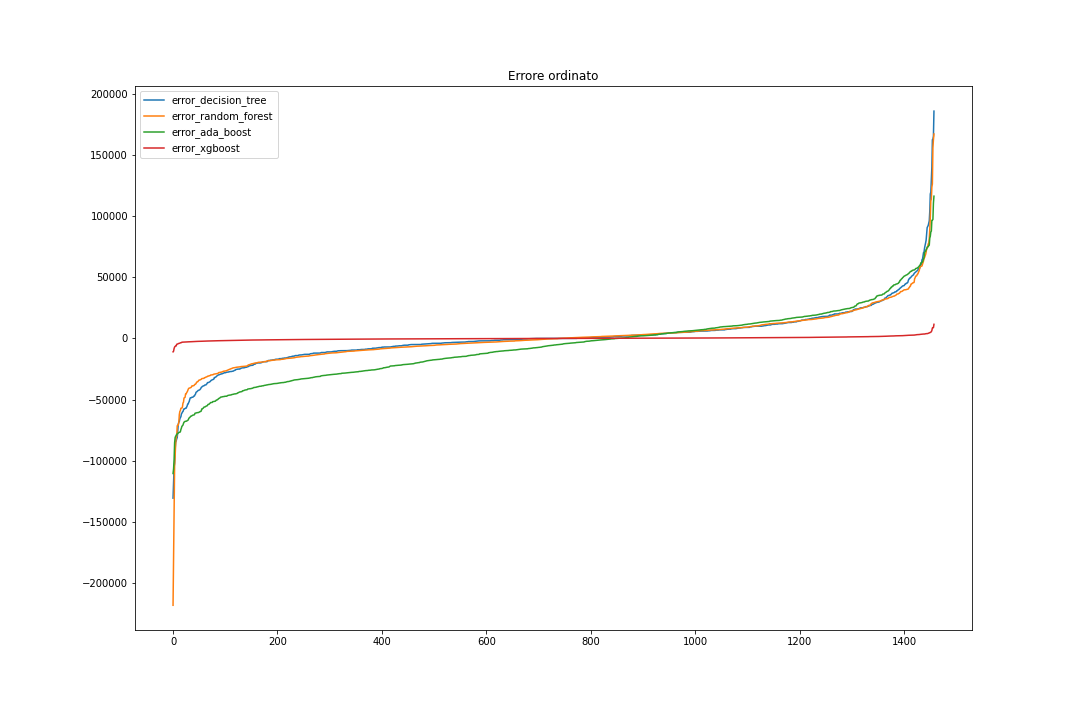 Errore ordinato
error_decision_tree
error_random_forest
error_ada_boost
error_xgboost
200000
150000
100000
50000
0
−50000
−100000
−150000
−200000
0 200 400 600 800 1000 1200 1400